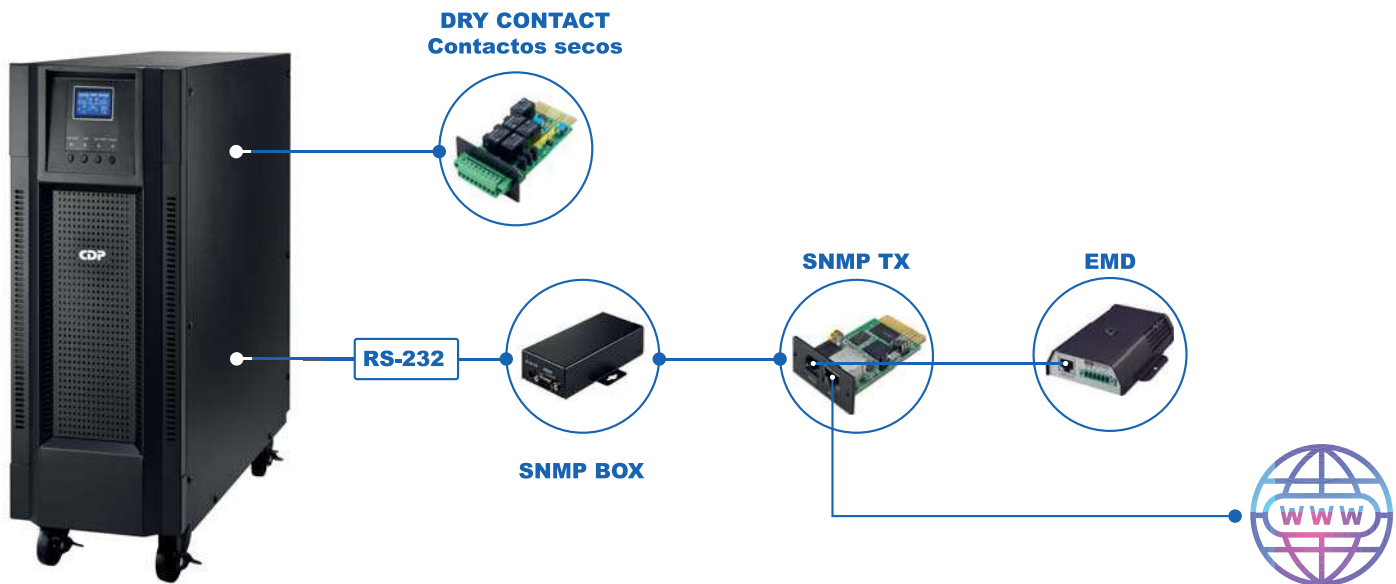 DRY CONTACT
Contactos secos
CDP
SNMP TX
EMD
RS-232
SNMP BOX
WWW